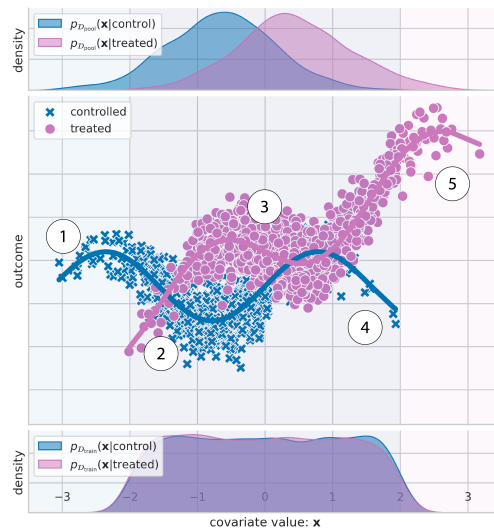 density
p_{D_pool}(x|control)
p_{D_pool}(x|treated)
controlled
treated
outcome
1
2
3
4
5
density
p_{D_train}(x|control)
p_{D_train}(x|treated)
−3 −2 −1 0 1 2 3
covariate value: x